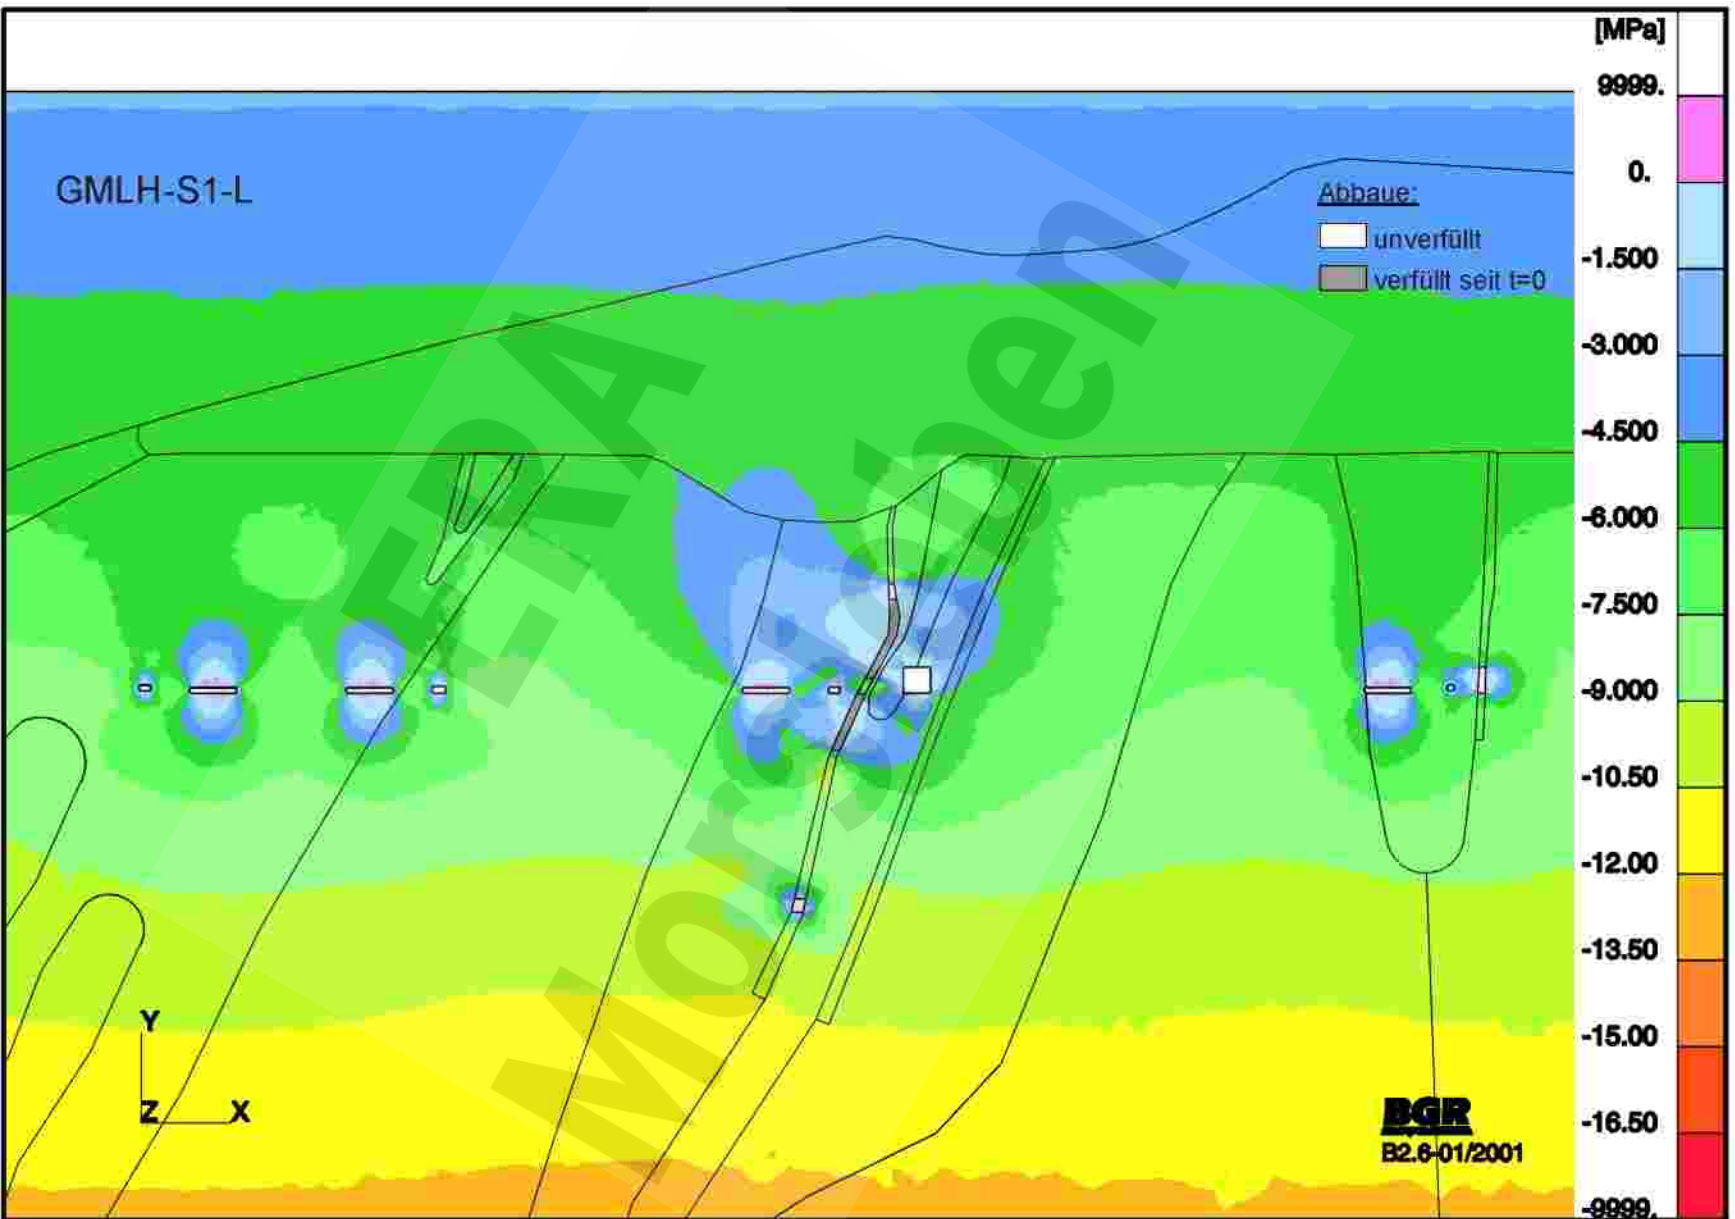 [MPa]
9999.
0.
-1.500
-3.000
-4.500
-6.000
-7.500
-9.000
-10.50
-12.00
-13.50
-15.00
-16.50
-9999.
GMLH-S1-L
Abbaue:
unverfüllt
verfüllt seit t=0
ERA
Morsleben
Y
Z X
BGR
B2.6-01/2001